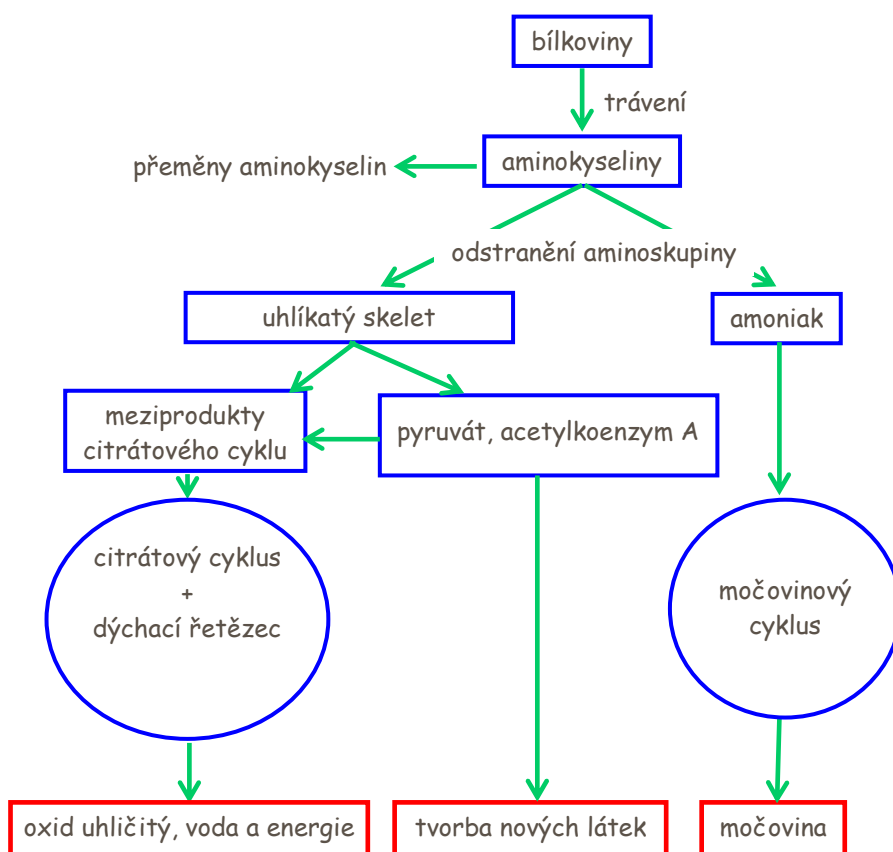 bílkoviny
trávení
přeměny aminokyselin
aminokyseliny
odstranění aminoskupiny
uhlíkatý skelet
amoniak
meziprodukty
citrátového cyklu
pyruvát, acetylkoenzym A
citrátový cyklus
+
dýchací řetězec
močovinový
cyklus
oxid uhličitý, voda a energie
tvorba nových látek
močovina